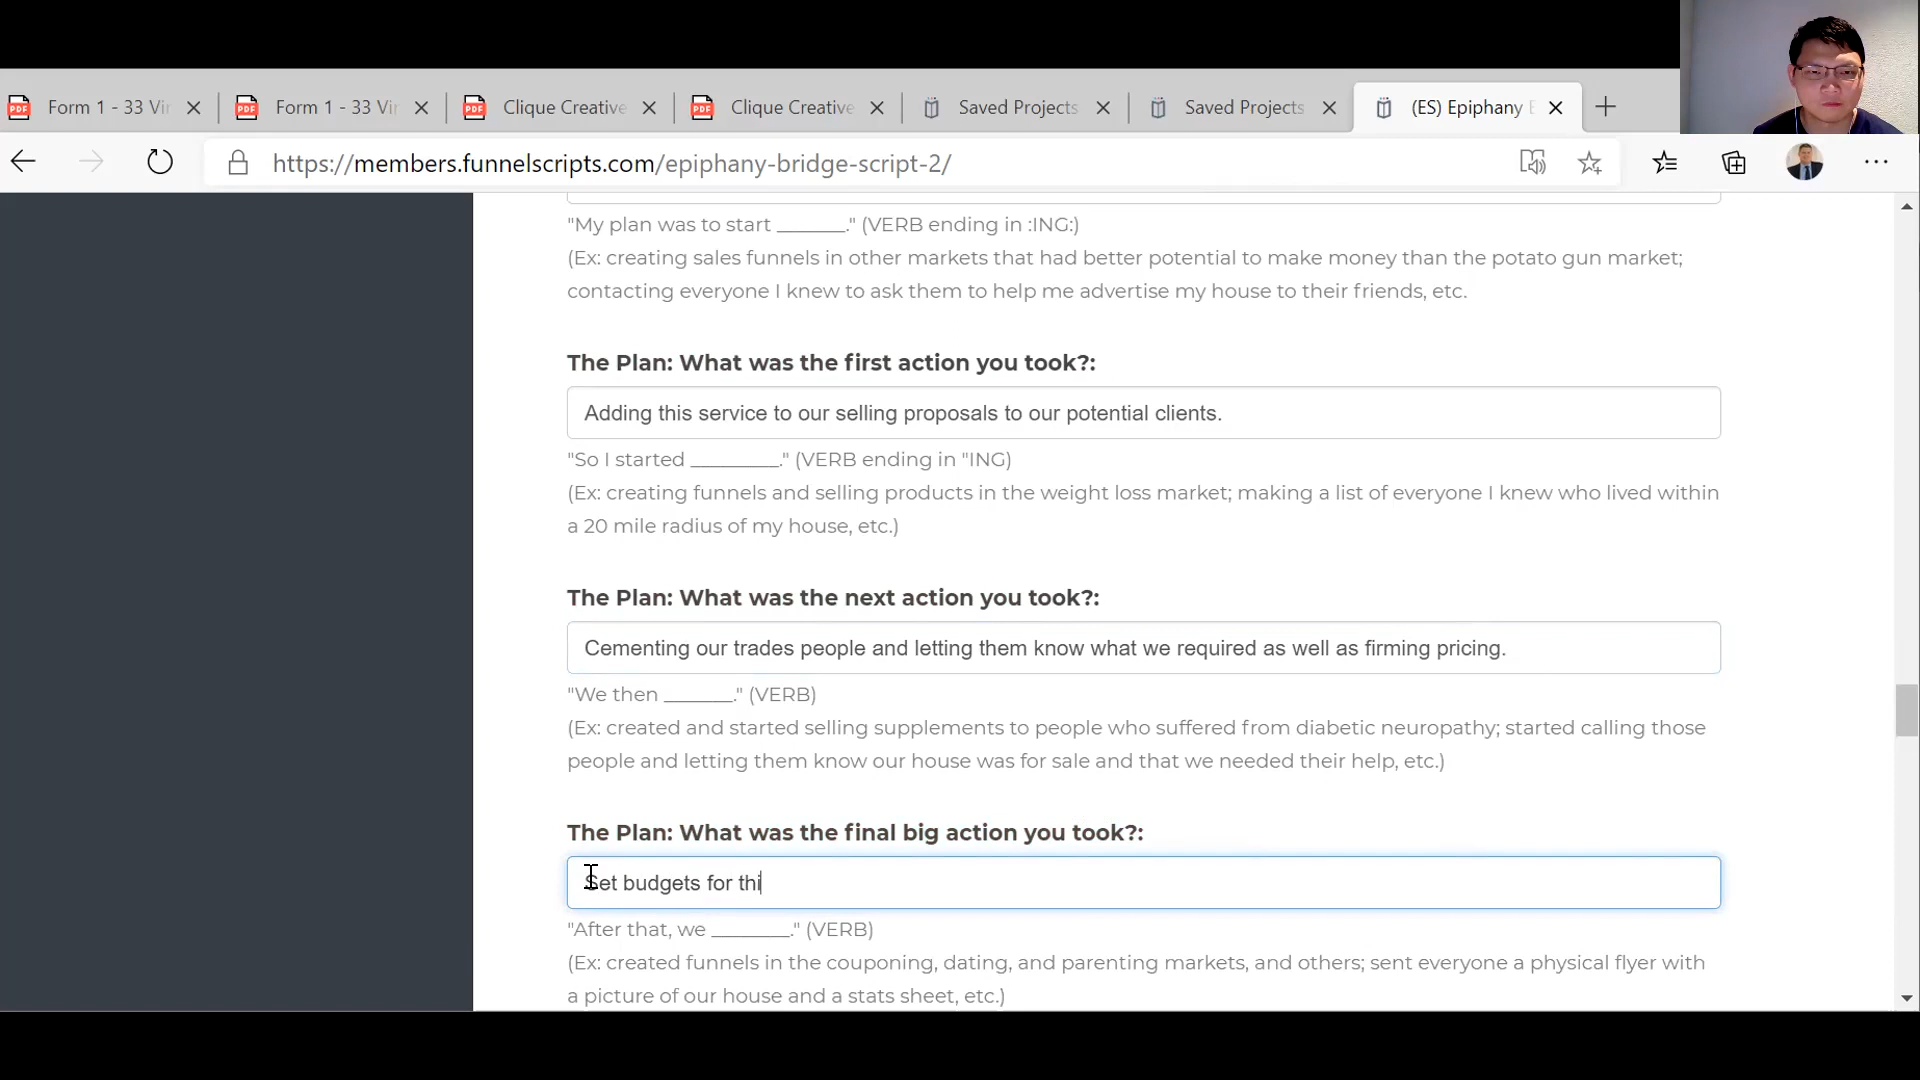 Form 1 - 33 Vir
Form 1 - 33 Vir
Clique Creative
Clique Creative
Saved Projects
Saved Projects
(ES) Epiphany E
https://members.funnelscripts.com/epiphany-bridge-script-2/
"My plan was to start ______." (VERB ending in :ING:)
(Ex: creating sales funnels in other markets that had better potential to make money than the potato gun market;
contacting everyone I knew to ask them to help me advertise my house to their friends, etc.
The Plan: What was the first action you took?:
Adding this service to our selling proposals to our potential clients.
"So I started ________." (VERB ending in "ING)
(Ex: creating funnels and selling products in the weight loss market; making a list of everyone I knew who lived within
a 20 mile radius of my house, etc.)
The Plan: What was the next action you took?:
Cementing our trades people and letting them know what we required as well as firming pricing.
"We then ______." (VERB)
(Ex: created and started selling supplements to people who suffered from diabetic neuropathy; started calling those
people and letting them know our house was for sale and that we needed their help, etc.)
The Plan: What was the final big action you took?:
Set budgets for thi
"After that, we _______." (VERB)
(Ex: created funnels in the couponing, dating, and parenting markets, and others; sent everyone a physical flyer with
a picture of our house and a stats sheet, etc.)